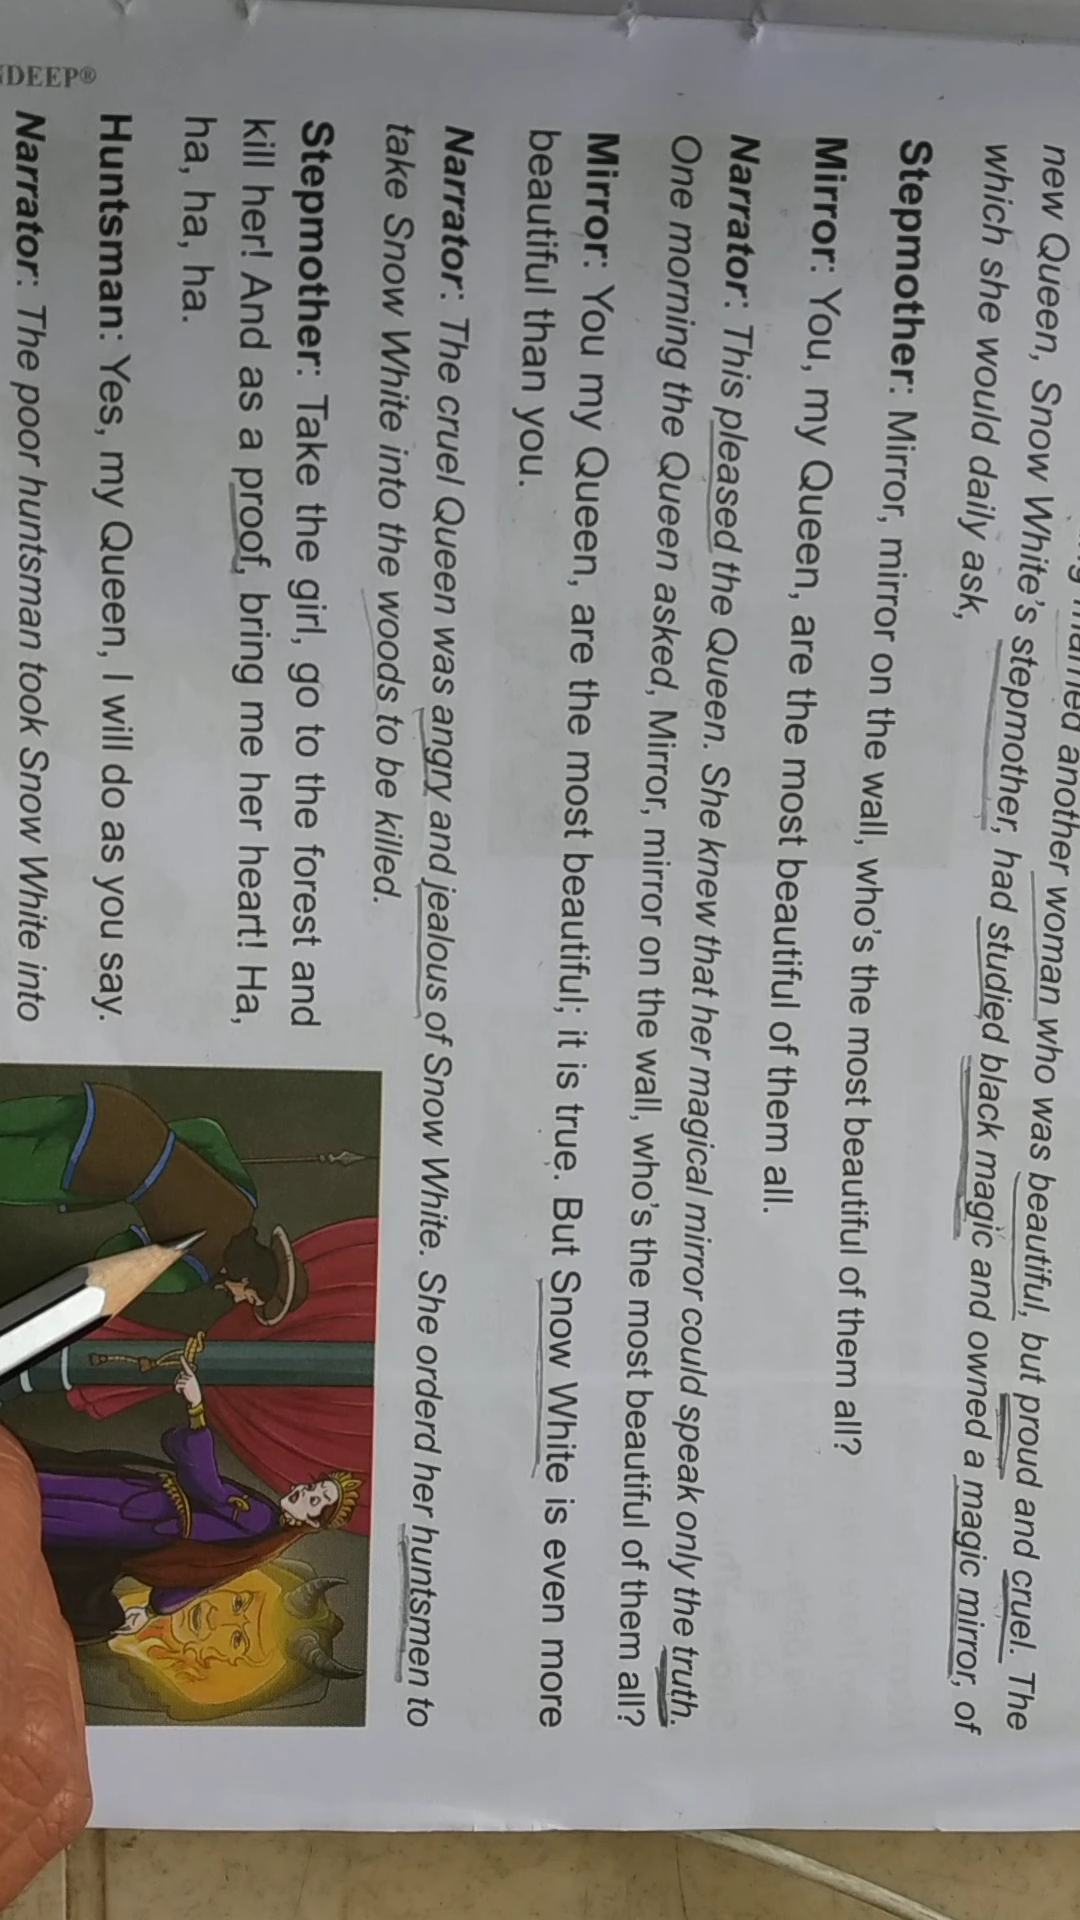 married another woman who was beautiful, but proud and cruel. The
new Queen, Snow White's stepmother, had studied black magic and owned a magic mirror, of
which she would daily ask,
Stepmother: Mirror, mirror on the wall, who's the most beautiful of them all?
Mirror: You, my Queen, are the most beautiful of them all.
Narrator: This pleased the Queen. She knew that her magical mirror could speak only the truth.
One morning the Queen asked, Mirror, mirror on the wall, who's the most beautiful of them all?
Mirror: You my Queen, are the most beautiful; it is true. But Snow White is even more
beautiful than you.
Narrator: The cruel Queen was angry and jealous of Snow White. She orderd her huntsmen to
take Snow White into the woods to be killed.
Stepmother: Take the girl, go to the forest and
kill her! And as a proof, bring me her heart! Ha,
ha, ha, ha.
Huntsman: Yes, my Queen, I will do as you say.
Narrator: The poor huntsman took Snow White into